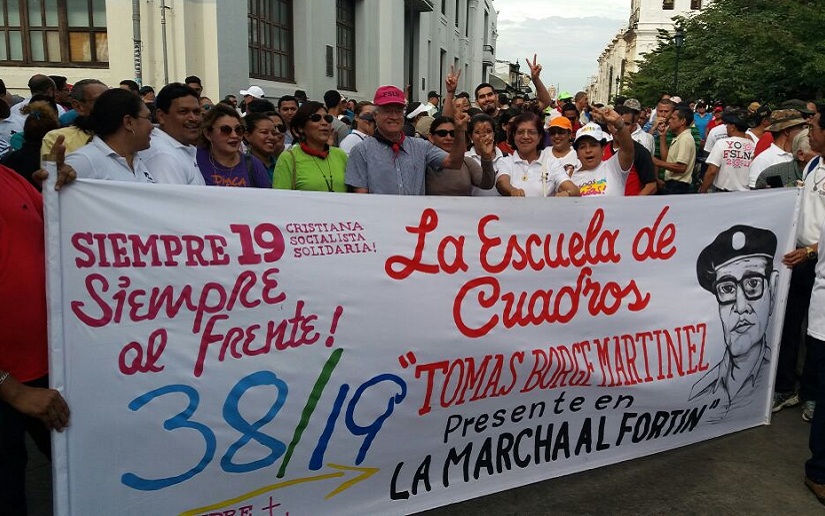 SIEMPRE 19
CRISTIANA
SOCIALISTA
SOLIDARIA!
Siempre
al Frente!
38/19
La Escuela de
Cuadros
"TOMAS BORGE MARTINEZ"
Presente en
LA MARCHA AL FORTIN
YO
FSLN